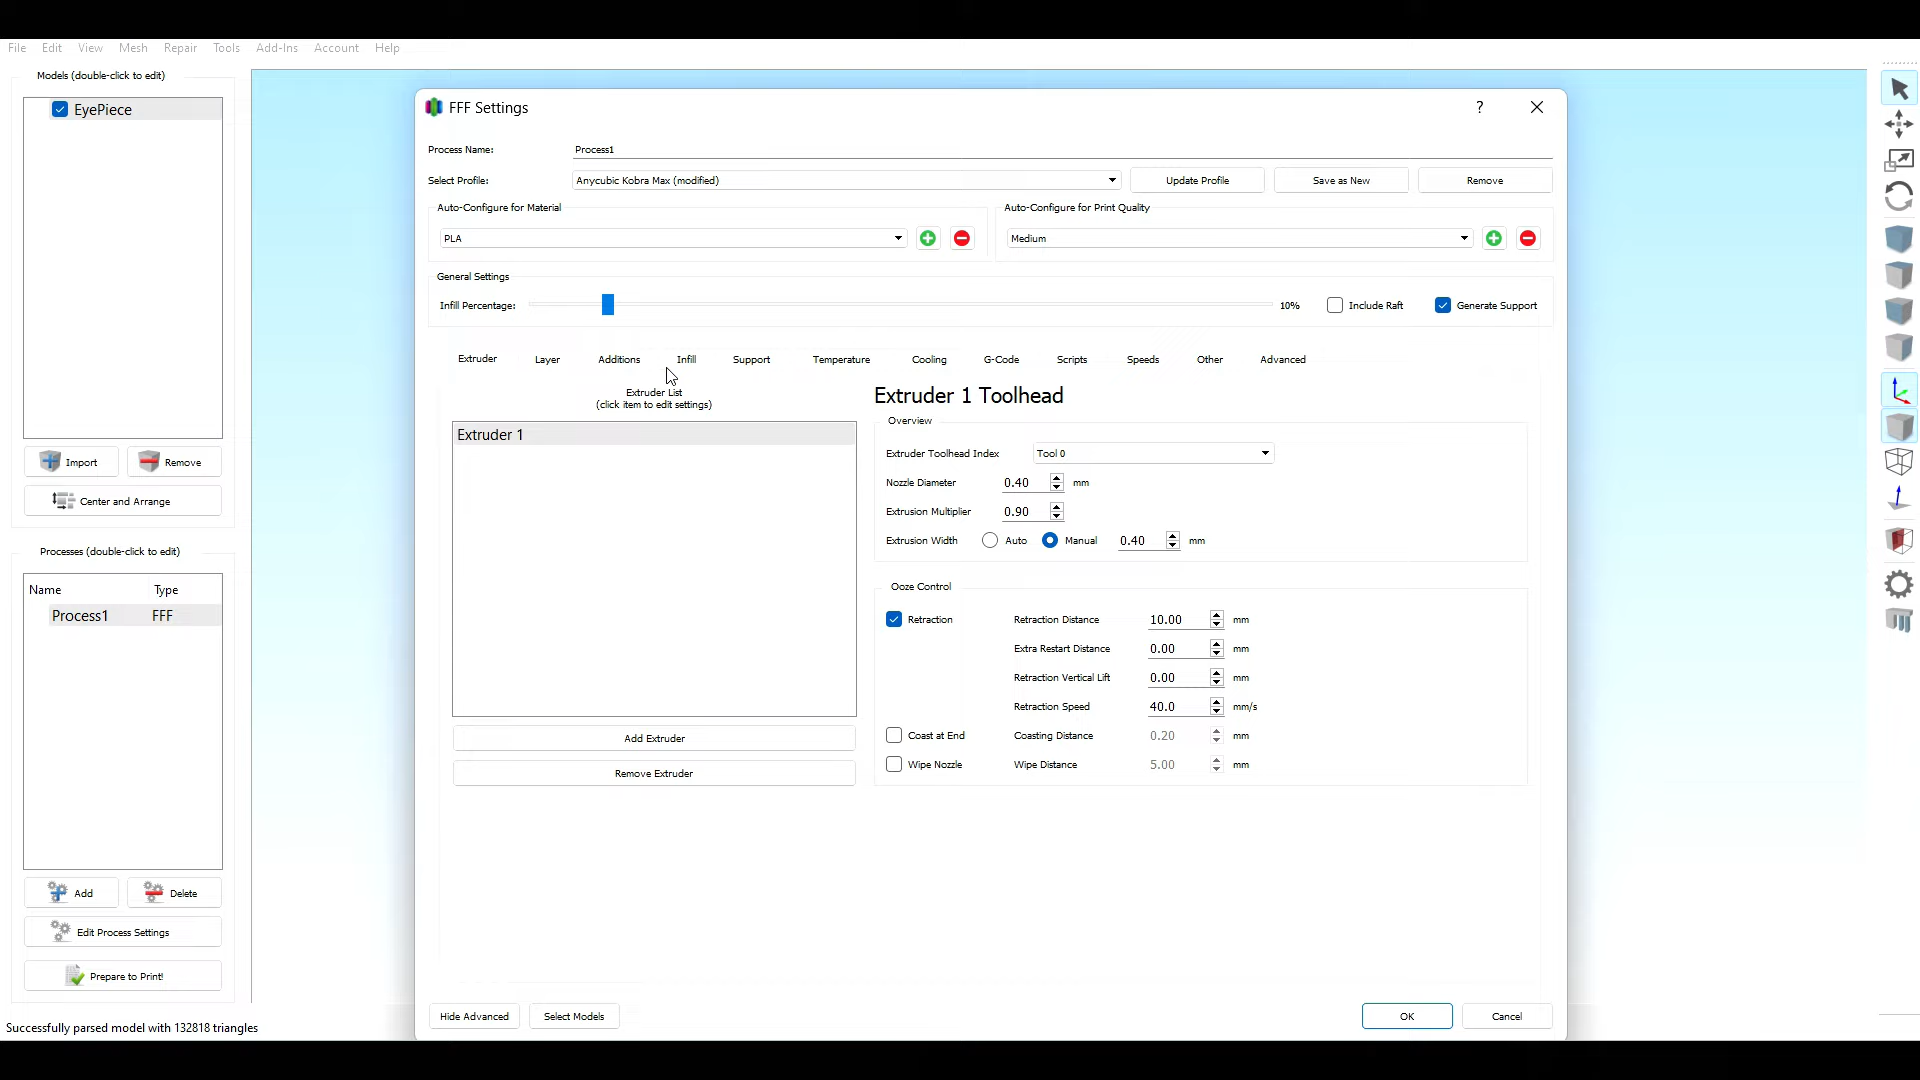 File Edit View Mesh Repair Tools Add-Ins Account Help
Models (double-click to edit)
EyePiece
Import Remove
Center and Arrange
Processes (double-click to edit)
Name Type
Process1 FFF
Add Delete
Edit Process Settings
Prepare to Print!
Successfully parsed model with 132818 triangles
FFF Settings ?
Process Name: Process1
Select Profile: Anycubic Kobra Max (modified) Update Profile Save as New Remove
Auto-Configure for Material
PLA
Auto-Configure for Print Quality
Medium
General Settings
Infill Percentage: 10% Include Raft Generate Support
Extruder Layer Additions Infill Support Temperature Cooling G-Code Scripts Speeds Other Advanced
Extruder List
(click item to edit settings)
Extruder 1
Add Extruder
Remove Extruder
Extruder 1 Toolhead
Overview
Extruder Toolhead Index Tool 0
Nozzle Diameter 0.40 mm
Extrusion Multiplier 0.90
Extrusion Width Auto Manual 0.40 mm
Ooze Control
Retraction Retraction Distance 10.00 mm
Extra Restart Distance 0.00 mm
Retraction Vertical Lift 0.00 mm
Retraction Speed 40.0 mm/s
Coast at End Coasting Distance 0.20 mm
Wipe Nozzle Wipe Distance 5.00 mm
Hide Advanced Select Models OK Cancel